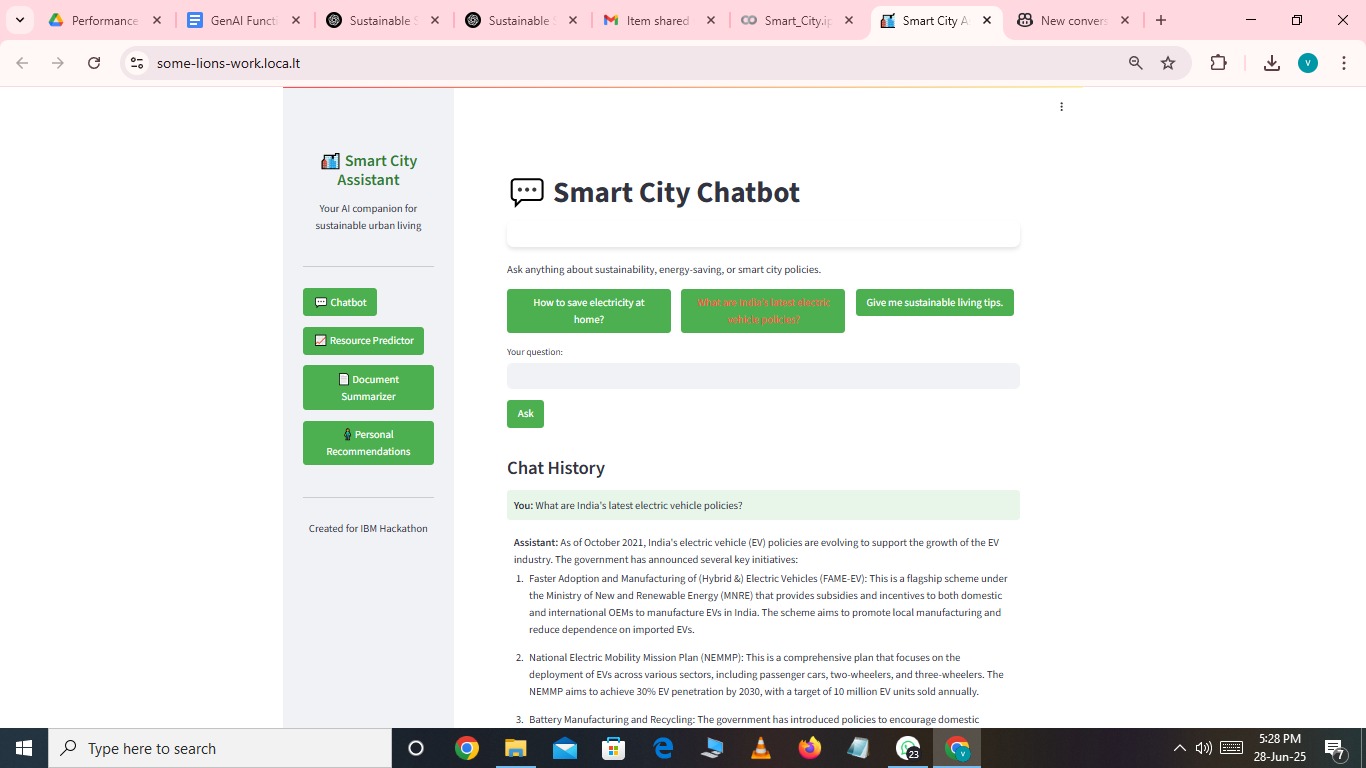 Performance
GenAI Functi
Sustainable S
Sustainable S
Item shared
Smart_City.ip
Smart City A
New convers
some-lions-work.loca.lt
v
Smart City
Assistant
Your AI companion for
sustainable urban living
Chatbot
Resource Predictor
Document
Summarizer
Personal
Recommendations
Created for IBM Hackathon
Smart City Chatbot
Ask anything about sustainability, energy-saving, or smart city policies.
How to save electricity at
home?
What are India's latest electric
vehicle policies?
Give me sustainable living tips.
Your question:
Ask
Chat History
You: What are India's latest electric vehicle policies?
Assistant: As of October 2021, India's electric vehicle (EV) policies are evolving to support the growth of the EV
industry. The government has announced several key initiatives:
1. Faster Adoption and Manufacturing of (Hybrid &) Electric Vehicles (FAME-EV): This is a flagship scheme under
the Ministry of New and Renewable Energy (MNRE) that provides subsidies and incentives to both domestic
and international OEMs to manufacture EVs in India. The scheme aims to promote local manufacturing and
reduce dependence on imported EVs.
2. National Electric Mobility Mission Plan (NEMMP): This is a comprehensive plan that focuses on the
deployment of EVs across various sectors, including passenger cars, two-wheelers, and three-wheelers. The
NEMMP aims to achieve 30% EV penetration by 2030, with a target of 10 million EV units sold annually.
3. Battery Manufacturing and Recycling: The government has introduced policies to encourage domestic
Type here to search
23
v
5:28 PM
28-Jun-25
7